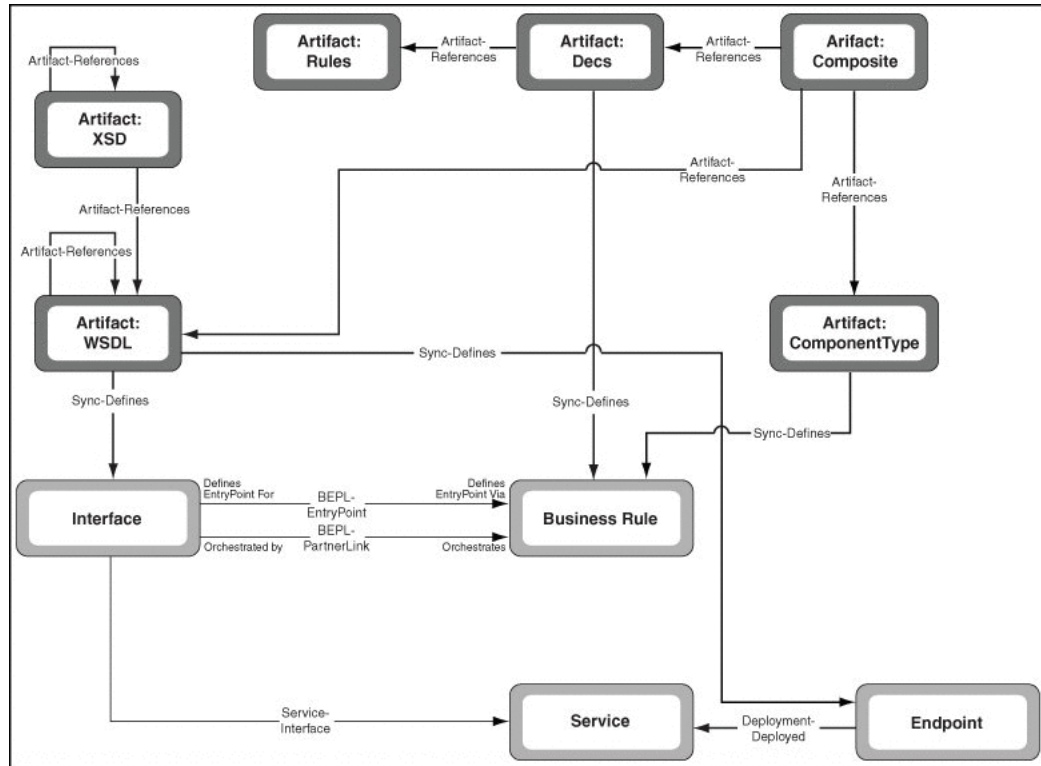 Artifact:
Rules
Artifact-
References
Artifact:
Decs
Artifact-
References
Arifact:
Composite
Artifact-References
Artifact:
XSD
Artifact-
References
Artifact-
References
Artifact-References
Artifact-References
Artifact:
WSDL
Artifact:
ComponentType
Sync-Defines
Sync-Defines
Sync-Defines
Sync-Defines
Interface
Defines
EntryPoint For
BEPL-
EntryPoint
Defines
EntryPoint Via
Orchestrated by
BEPL-
PartnerLink
Orchestrates
Business Rule
Service-
Interface
Service
Deployment-
Deployed
Endpoint